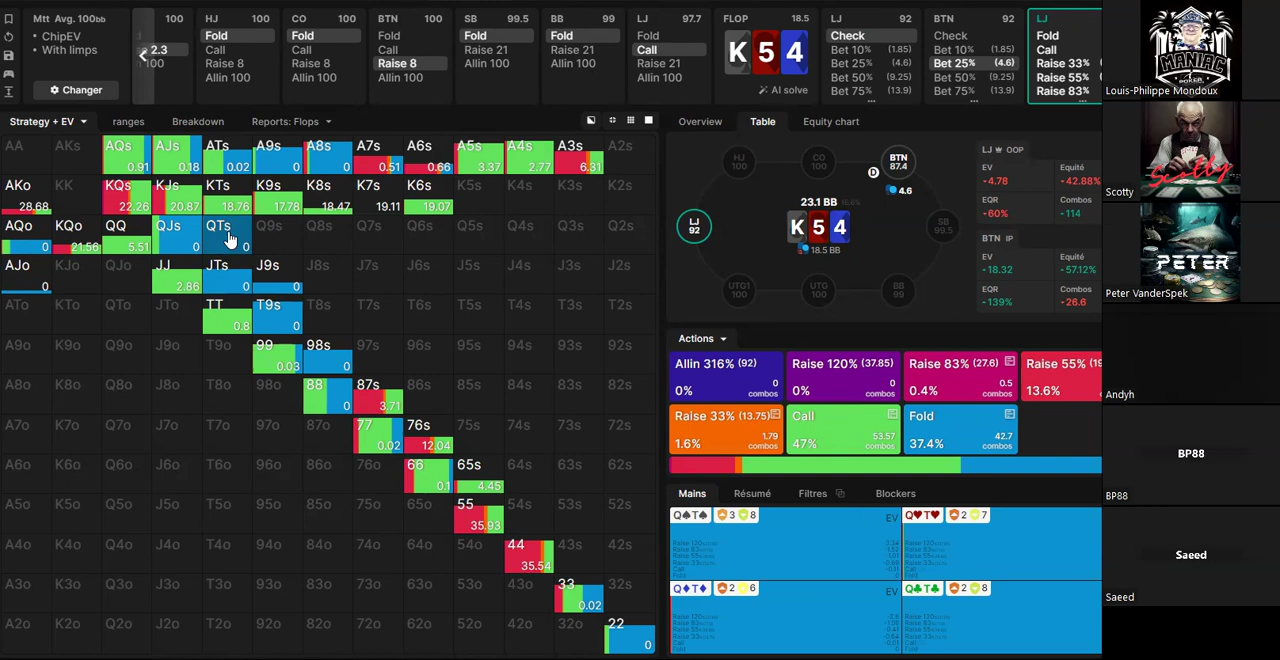 Mtt Avg. 100bb
ChipEV
With limps
Changer
100
2.3
100
HJ 100
Fold
Call
Raise 8
Allin 100
CO 100
Fold
Call
Raise 8
Allin 100
BTN 100
Fold
Call
Raise 8
Allin 100
SB 99.5
Fold
Raise 21
Allin 100
BB 99
Fold
Raise 21
Allin 100
LJ 97.7
Fold
Call
Raise 21
Allin 100
FLOP 18.5
K 5 4
AI solve
LJ 92
Check
Bet 10% (1.85)
Bet 25% (4.6)
Bet 50% (9.25)
Bet 75% (13.9)
BTN 92
Check
Bet 10% (1.85)
Bet 25% (4.6)
Bet 50% (9.25)
Bet 75% (13.9)
LJ
Fold
Call
Raise 33%
Raise 55%
Raise 83%
Strategy + EV
ranges
Breakdown
Reports: Flops
AA AKs AQs AJs ATs A9s A8s A7s A6s A5s A4s A3s A2s
0.91 0.18 0.02 0 0 0.51 0.66 3.37 2.77 6.31
AKo KK KQs KJs KTs K9s K8s K7s K6s K5s K4s K3s K2s
28.68 22.26 20.87 18.76 17.78 18.47 19.11 19.07
AQo KQo QQ QJs QTs Q9s Q8s Q7s Q6s Q5s Q4s Q3s Q2s
0 21.56 5.51 0 0
AJo KJo QJo JJ JTs J9s J8s J7s J6s J5s J4s J3s J2s
0 2.86 0 0
ATo KTo QTo JTo TT T9s T8s T7s T6s T5s T4s T3s T2s
0.8 0
A9o K9o Q9o J9o T9o 99 98s 97s 96s 95s 94s 93s 92s
0.03 0
A8o K8o Q8o J8o T8o 98o 88 87s 86s 85s 84s 83s 82s
0 3.71
A7o K7o Q7o J7o T7o 97o 87o 77 76s 75s 74s 73s 72s
0.02 12.04
A6o K6o Q6o J6o T6o 96o 86o 76o 66 65s 64s 63s 62s
0.1 4.45
A5o K5o Q5o J5o T5o 95o 85o 75o 65o 55 54s 53s 52s
35.93
A4o K4o Q4o J4o T4o 94o 84o 74o 64o 54o 44 43s 42s
35.54
A3o K3o Q3o J3o T3o 93o 83o 73o 63o 53o 43o 33 32s
0.02
A2o K2o Q2o J2o T2o 92o 82o 72o 62o 52o 42o 32o 22
0
Overview
Table
Equity chart
HJ 100
CO 100
BTN 87.4
D
4.6
LJ 92
23.1 BB
K 5 4
18.5 BB
SB 99.5
UTG1 100
UTG 100
BB 99
LJ OOP
EV Equité
-4.78 -42.88%
EQR Combos
-60% -114
BTN IP
EV Equité
-18.32 -57.12%
EQR Combos
-139% -26.6
Actions
Allin 316% (92)
0% 0 combos
Raise 120% (37.85)
0% 0 combos
Raise 83% (27.6)
0.4% 0.5 combos
Raise 55% (19
13.6%
Raise 33% (13.75)
1.6% 1.79 combos
Call
47% 53.57 combos
Fold
37.4% 42.7 combos
Mains
Résumé
Filtres
Blockers
Q♠T♠ 3 8 EV
Q♥T♥ 2 7
Q♦T♦ 2 6 EV
Q♣T♣ 2 8
MANIAC
POKER
Louis-Philippe Mondoux
Scotty
Scotty
PETER
Peter VanderSpek
Andyh
BP88
BP88
Saeed
Saeed